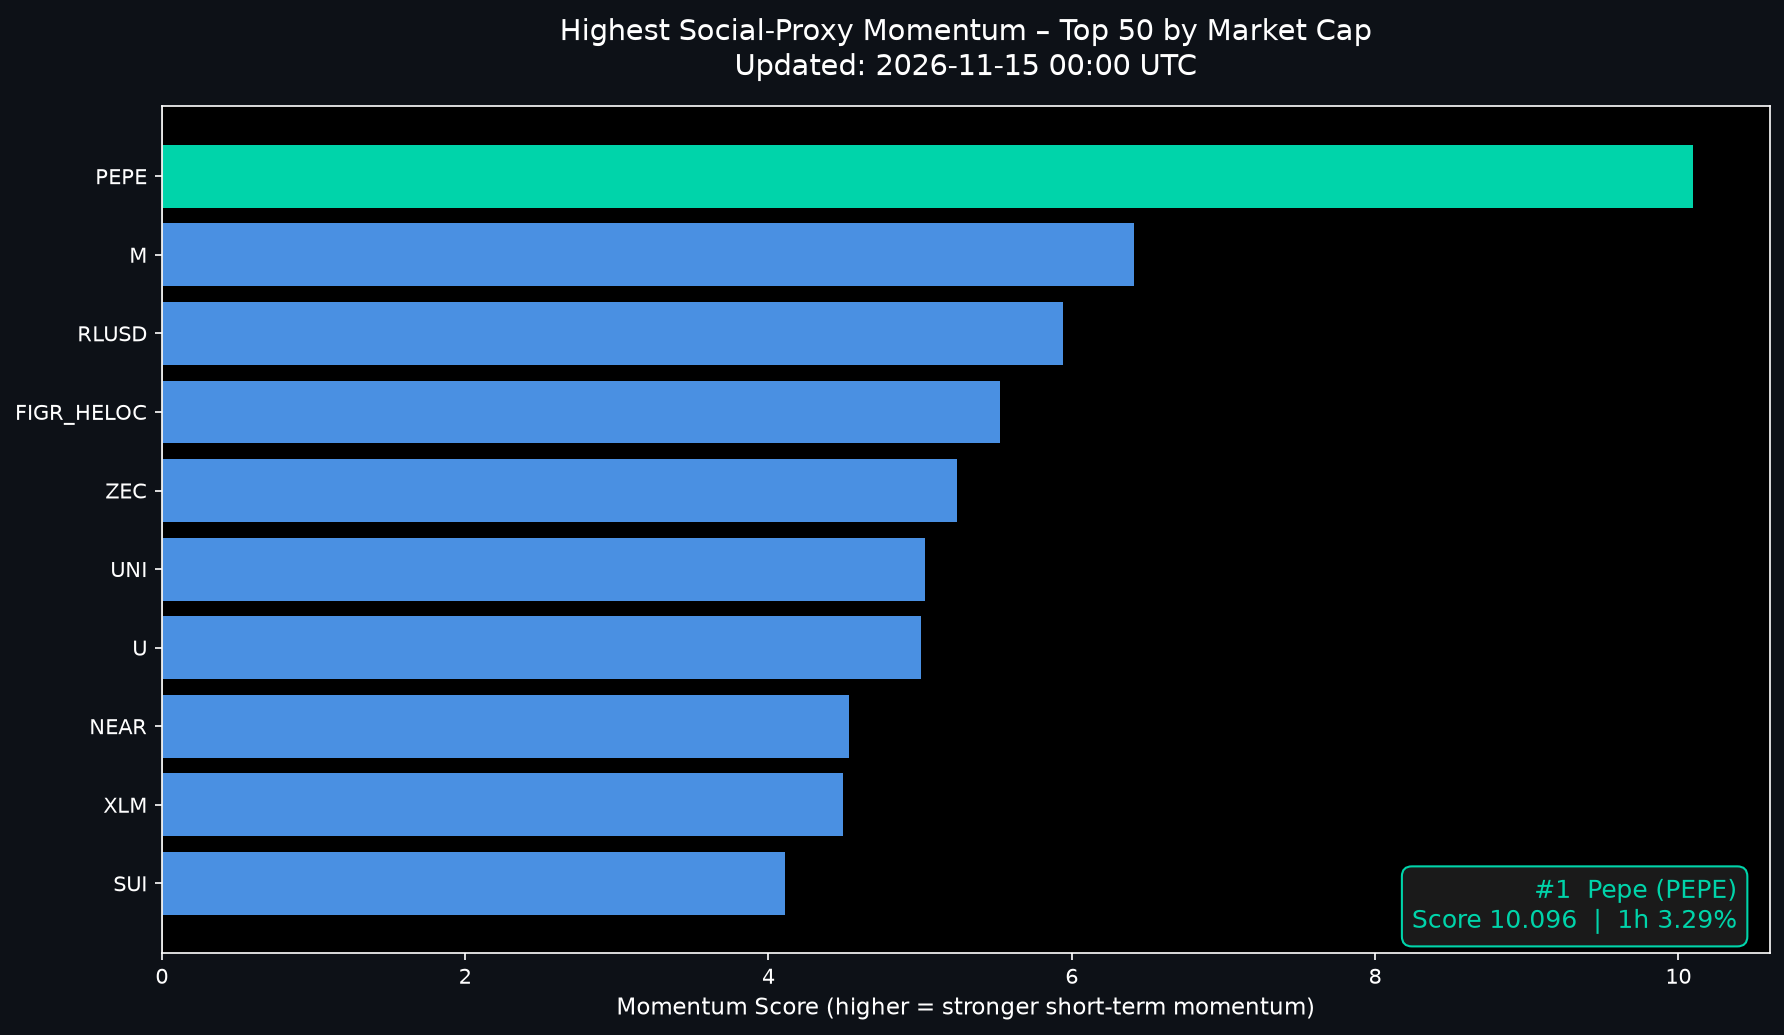 Highest Social-Proxy Momentum – Top 50 by Market Cap
Updated: 2026-11-15 00:00 UTC
PEPE
M
RLUSD
FIGR_HELOC
ZEC
UNI
U
NEAR
XLM
SUI
#1  Pepe (PEPE)
Score 10.096  |  1h 3.29%
0 2 4 6 8 10
Momentum Score (higher = stronger short-term momentum)